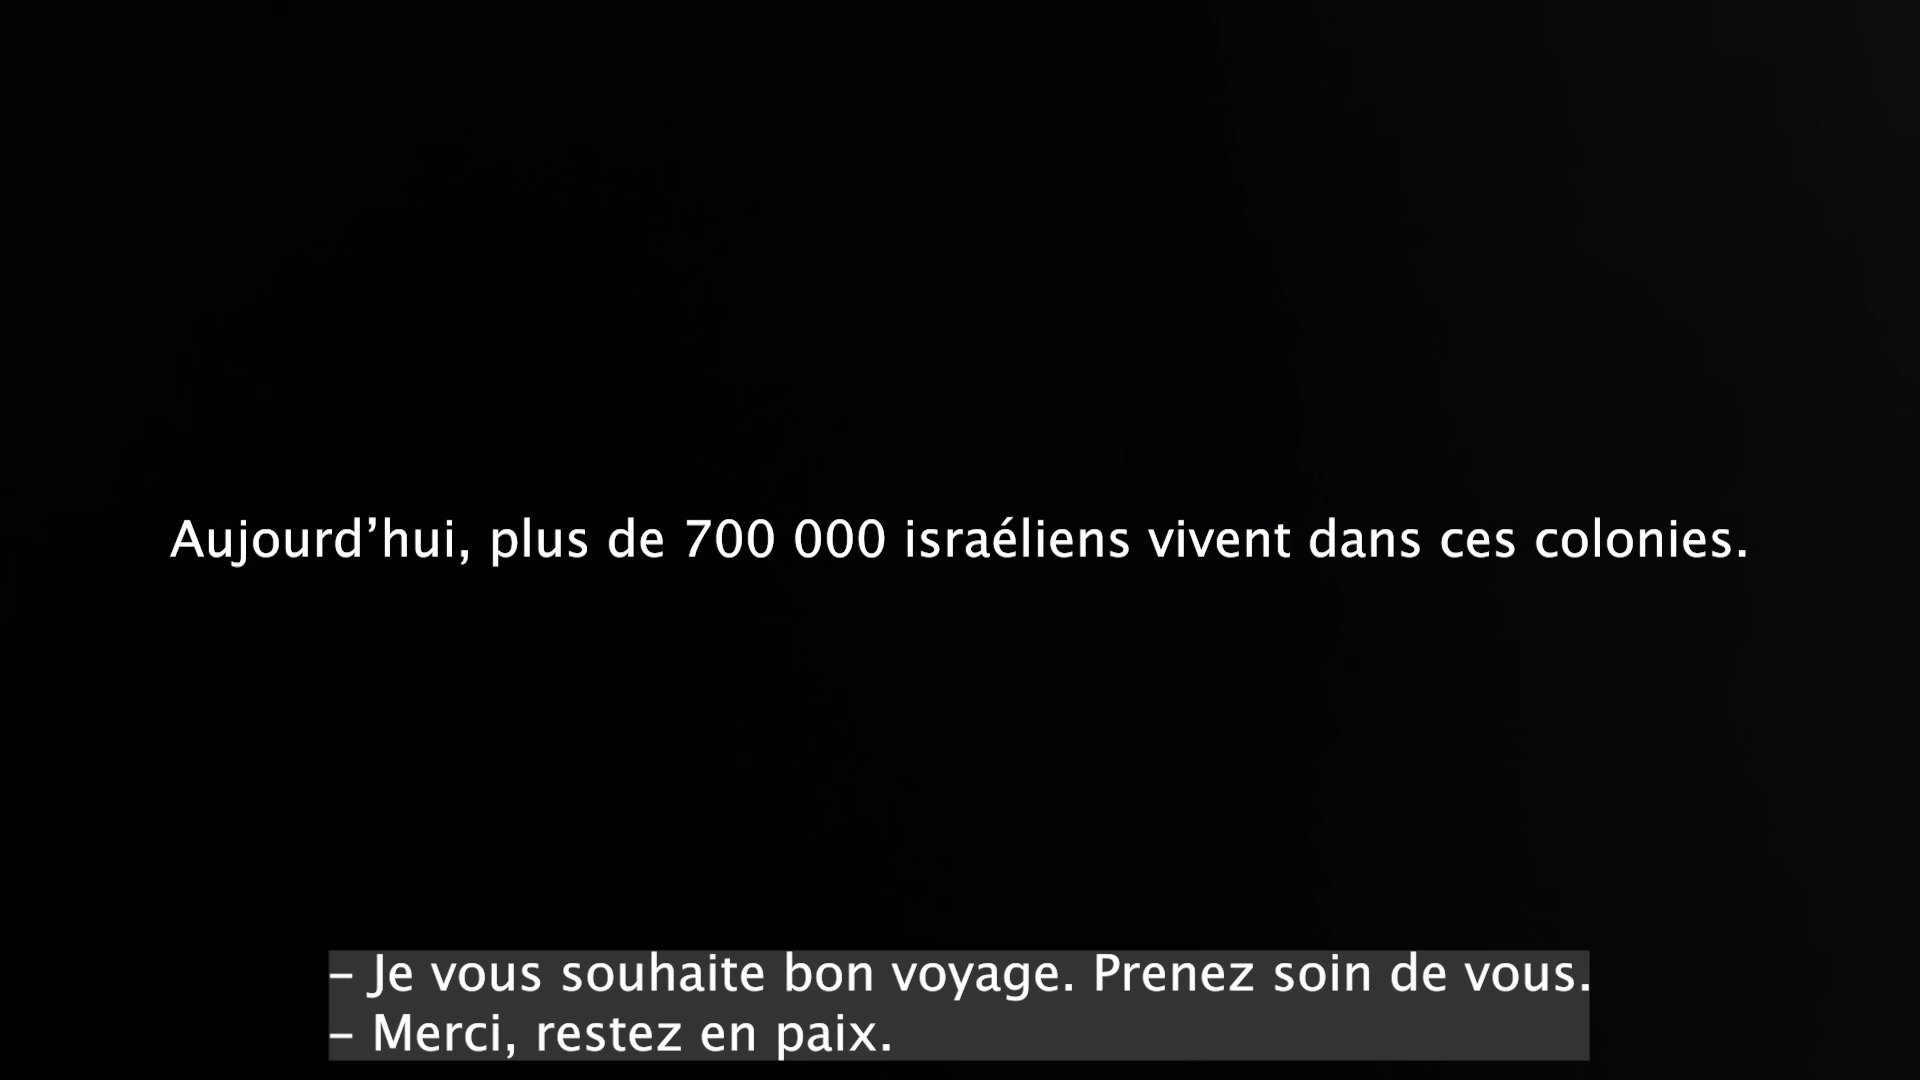 Aujourd’hui, plus de 700 000 israéliens vivent dans ces colonies.
– Je vous souhaite bon voyage. Prenez soin de vous.
– Merci, restez en paix.